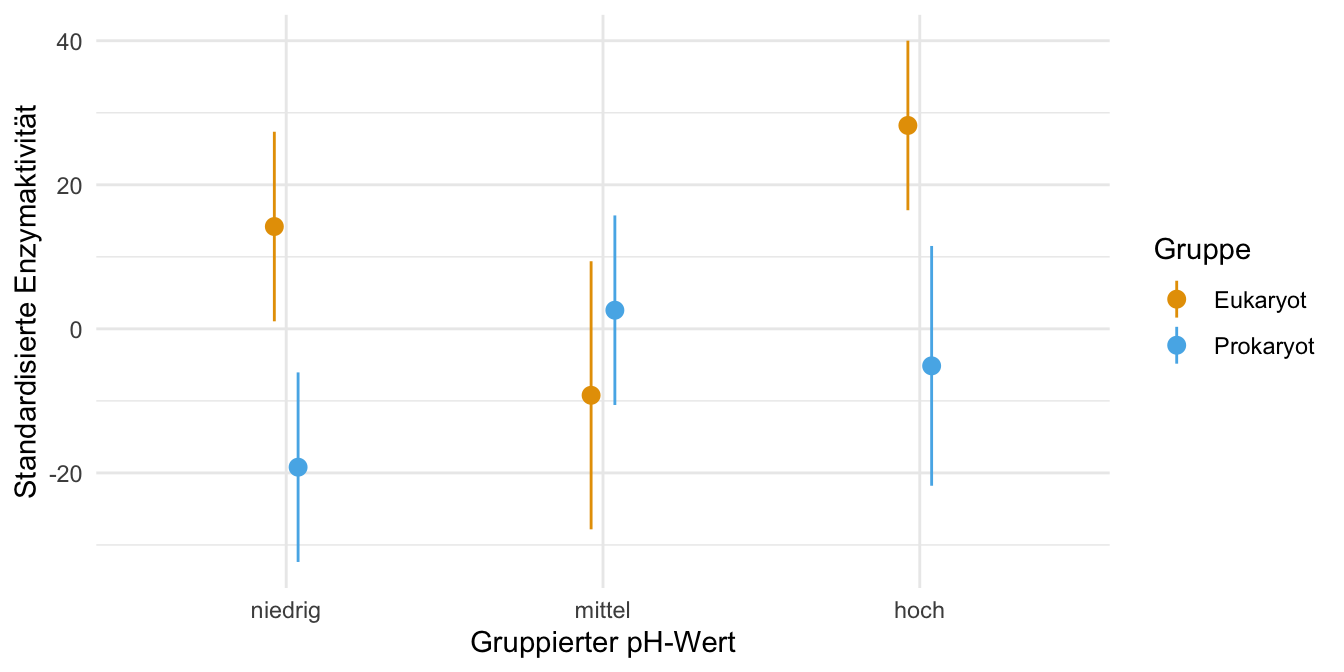 Standardisierte Enzymaktivität
40
20
0
-20
niedrig mittel hoch
Gruppierter pH-Wert
Gruppe
Eukaryot
Prokaryot